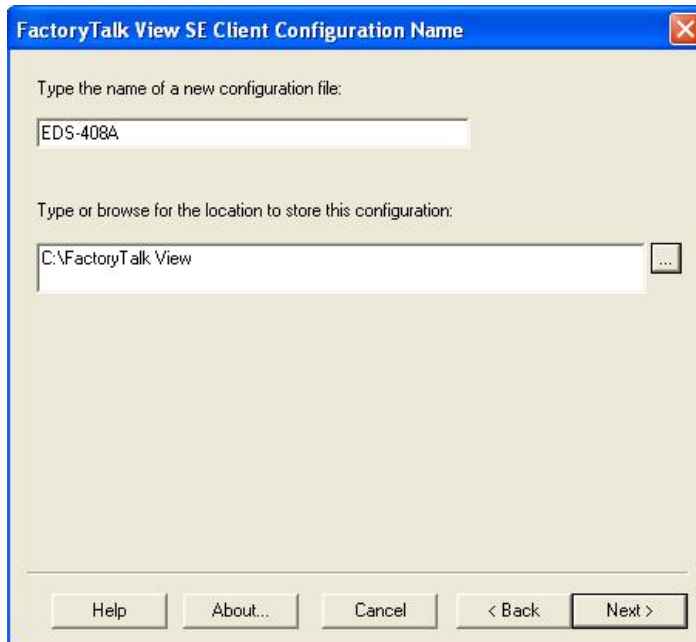 FactoryTalk View SE Client Configuration Name
Type the name of a new configuration file:
EDS-408A
Type or browse for the location to store this configuration:
C:\FactoryTalk View
...
Help About... Cancel < Back Next >